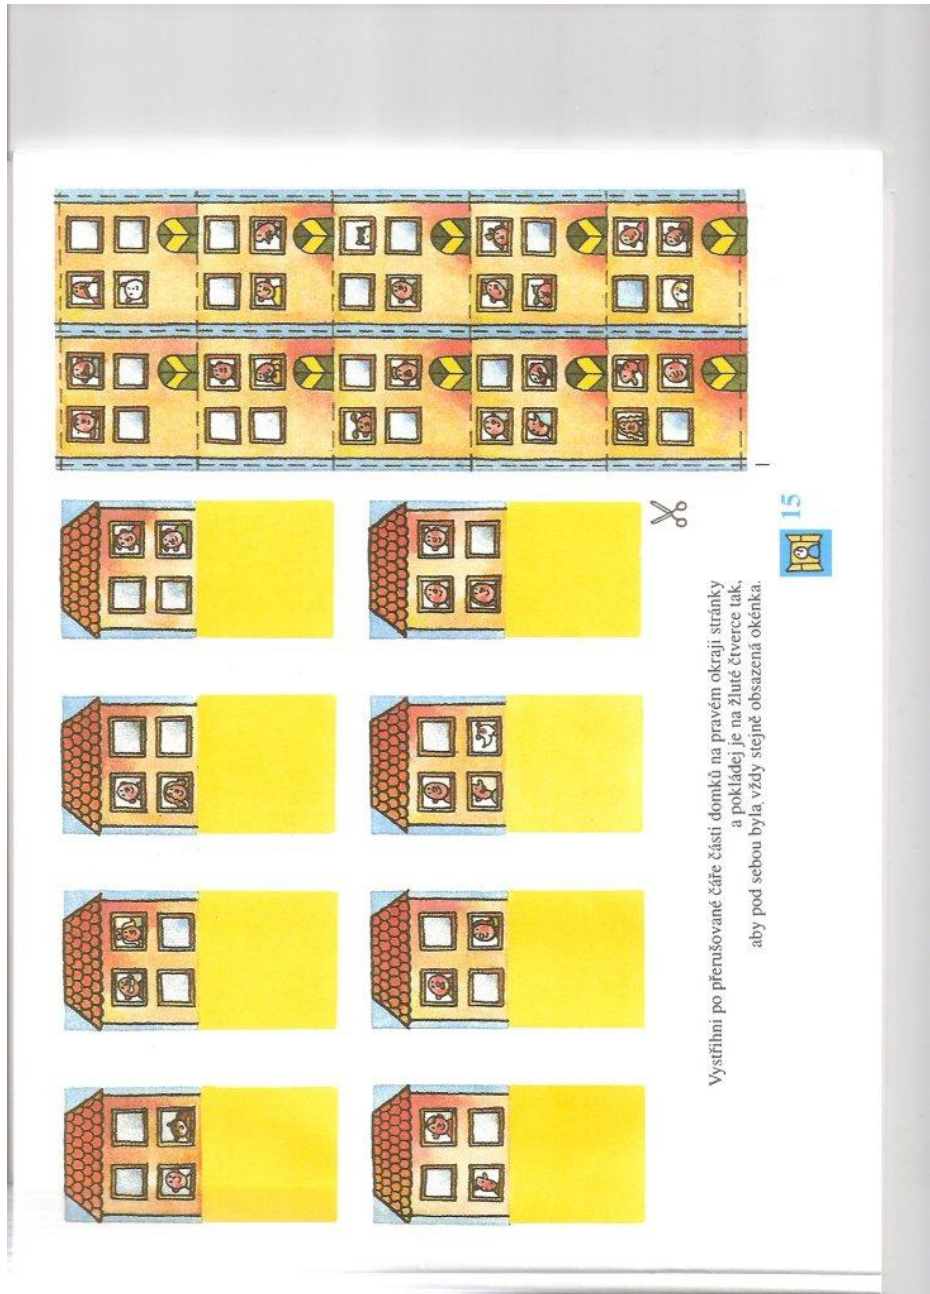 Vystřihni po přerušované čáře části domků na pravém okraji stránky
a pokládej je na žluté čtverce tak,
aby pod sebou byla vždy stejně obsazená okénka.
15